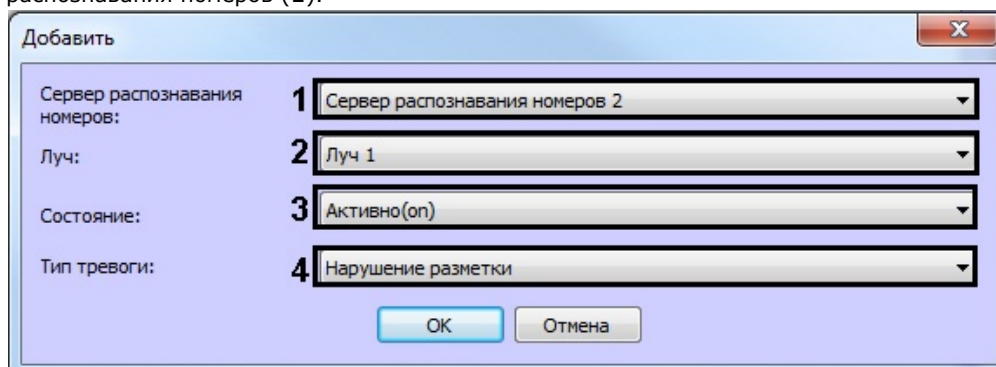 распознавания номеров (1).
Добавить
Сервер распознавания
номеров:
1 Сервер распознавания номеров 2
Луч:
2 Луч 1
Состояние:
3 Активно(on)
Тип тревоги:
4 Нарушение разметки
OK Отмена